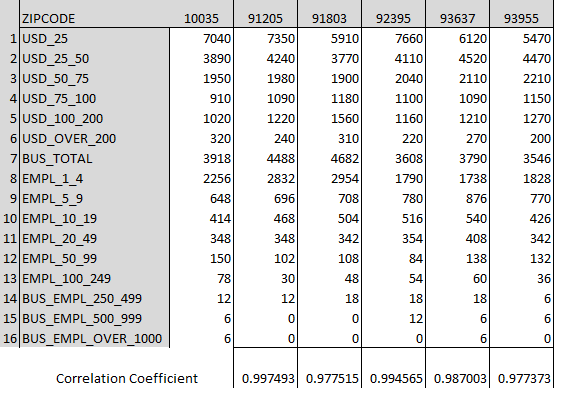 ZIPCODE 10035 91205 91803 92395 93637 93955
1 USD_25 7040 7350 5910 7660 6120 5470
2 USD_25_50 3890 4240 3770 4110 4520 4470
3 USD_50_75 1950 1980 1900 2040 2110 2210
4 USD_75_100 910 1090 1180 1100 1090 1150
5 USD_100_200 1020 1220 1560 1160 1210 1270
6 USD_OVER_200 320 240 310 220 270 200
7 BUS_TOTAL 3918 4488 4682 3608 3790 3546
8 EMPL_1_4 2256 2832 2954 1790 1738 1828
9 EMPL_5_9 648 696 708 780 876 770
10 EMPL_10_19 414 468 504 516 540 426
11 EMPL_20_49 348 348 342 354 408 342
12 EMPL_50_99 150 102 108 84 138 132
13 EMPL_100_249 78 30 48 54 60 36
14 BUS_EMPL_250_499 12 12 18 18 18 6
15 BUS_EMPL_500_999 6 0 0 12 6 6
16 BUS_EMPL_OVER_1000 6 0 0 0 6 0
Correlation Coefficient 0.997493 0.977515 0.994565 0.987003 0.977373